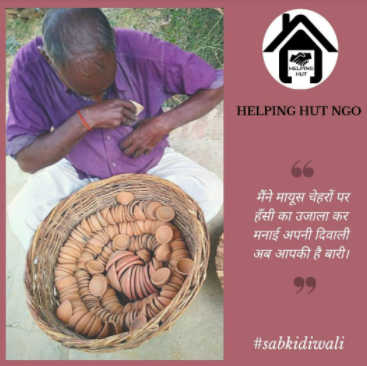 HELPING
HUT
HELPING HUT NGO
“
मैंने मायूस चेहरों पर
हँसी का उजाला कर
मनाई अपनी दिवाली
अब आपकी है बारी।
”
#sabkidiwali